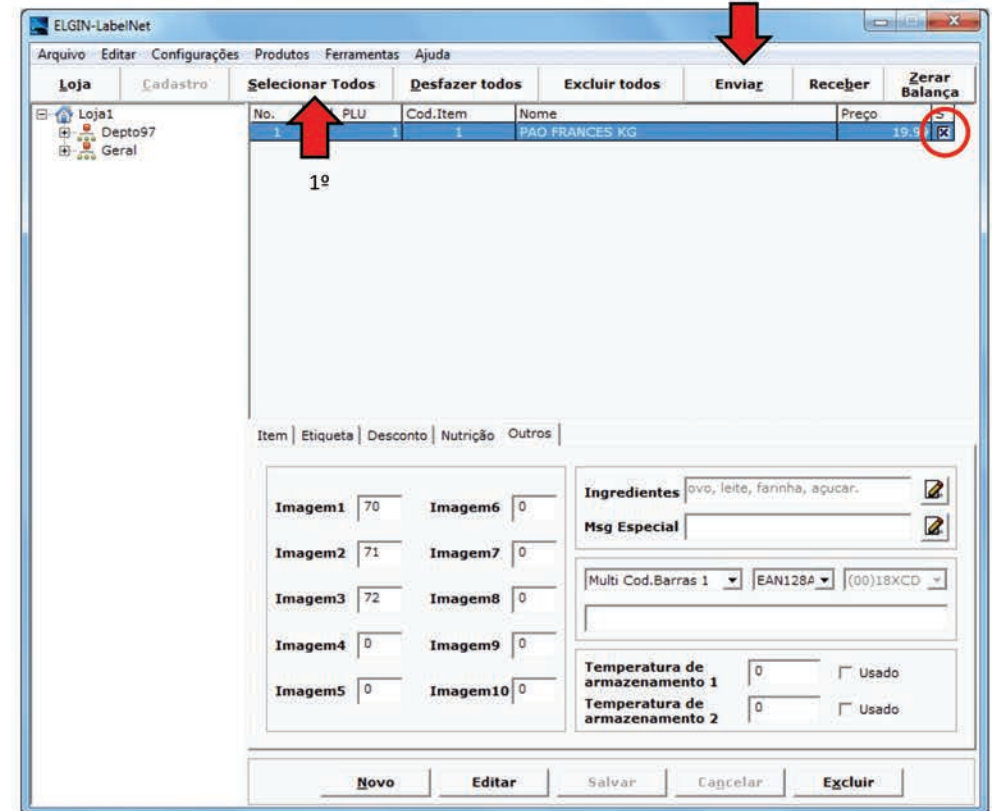 ELGIN-LabelNet
Arquivo Editar Configurações Produtos Ferramentas Ajuda
Loja Cadastro Selecionar Todos Desfazer todos Excluir todos Enviar Receber Zerar Balança
Loja1
Depto97
Geral
No. PLU Cod.Item Nome Preço S
1 1 1 PAO FRANCES KG
1º
Item Etiqueta Desconto Nutrição Outros
Imagem1 70 Imagem6 0
Imagem2 71 Imagem7 0
Imagem3 72 Imagem8 0
Imagem4 0 Imagem9 0
Imagem5 0 Imagem10 0
Ingredientes ovo, leite, farinha, açucar.
Msg Especial
Multi Cod.Barras 1 EAN128A (00)18XCD
Temperatura de armazenamento 1 0 Usado
Temperatura de armazenamento 2 0 Usado
Novo Editar Salvar Cancelar Excluir